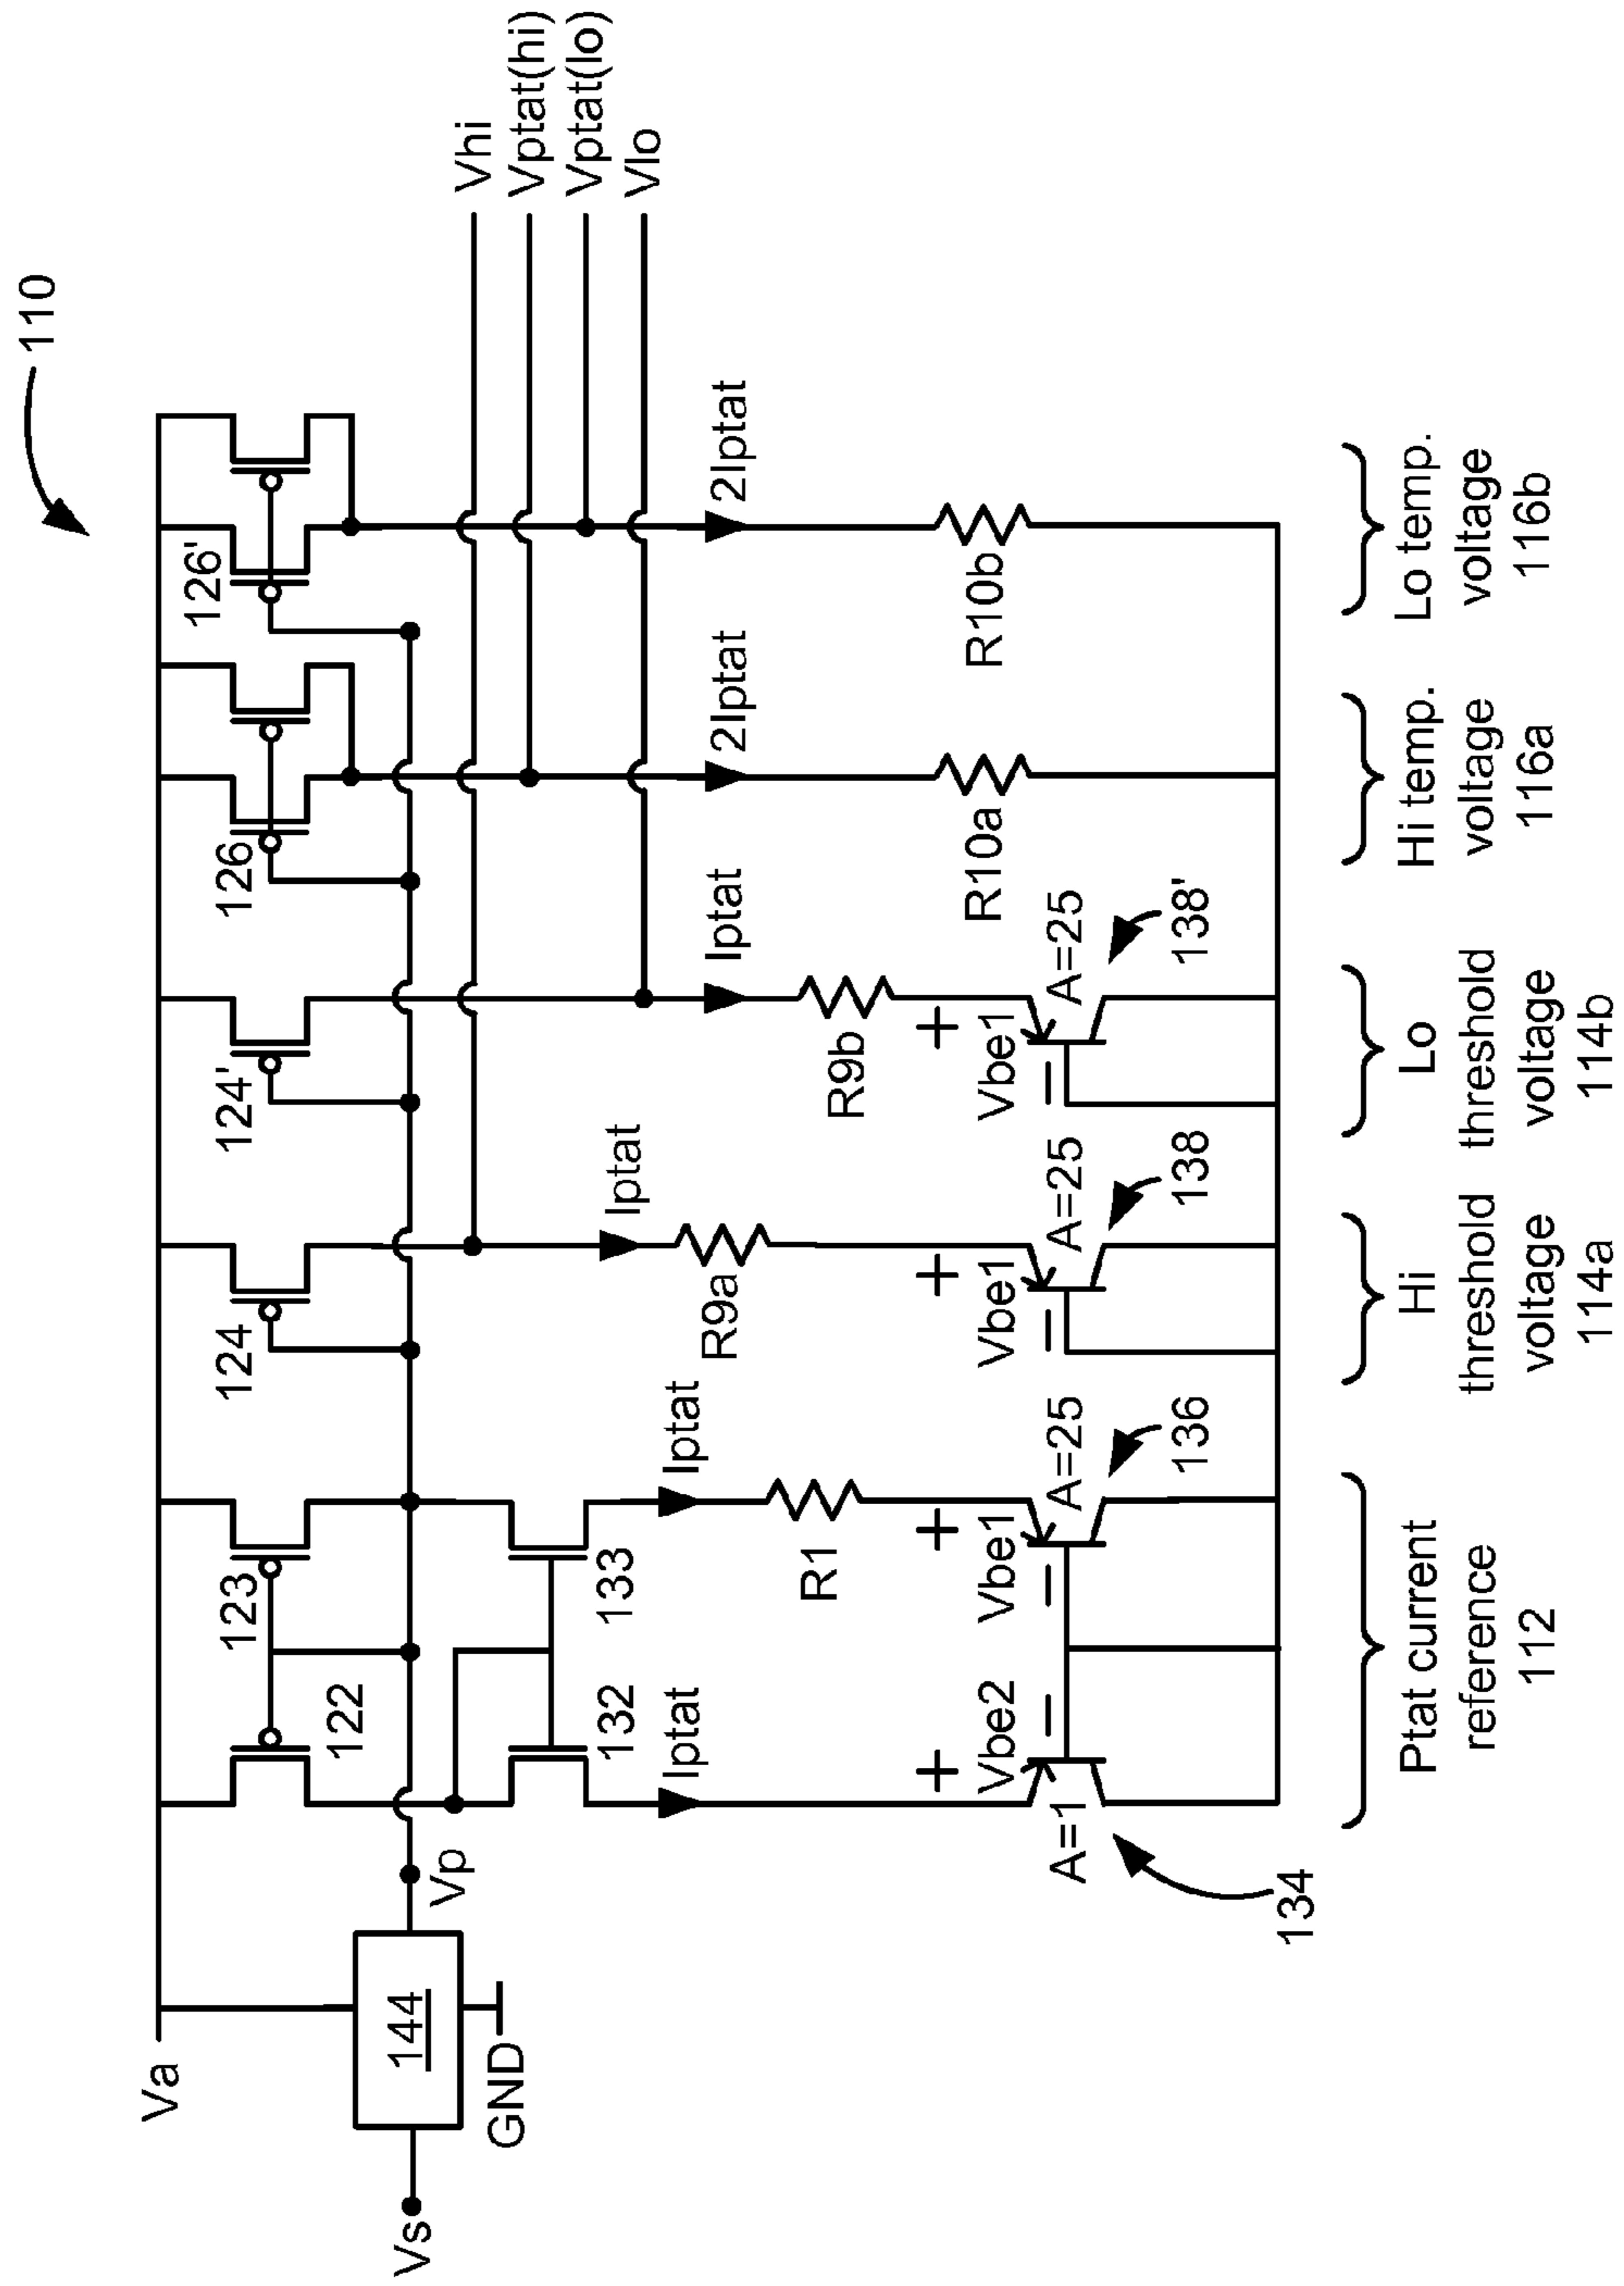 110
Va
Vs
144
GND
Vp
122
123
124
124'
126
126'
Vhi
Vptat(hi)
Vptat(lo)
Vlo
132
133
Iptat
Iptat
Iptat
Iptat
2Iptat
2Iptat
R1
R9a
R9b
R10a
R10b
+
Vbe2
–
A=1
134
+
Vbe1
–
A=25
136
+
Vbe1
–
A=25
138
+
Vbe1
–
A=25
138'
Ptat current
reference
112
Hi
threshold
voltage
114a
Lo
threshold
voltage
114b
Hi temp.
voltage
116a
Lo temp.
voltage
116b